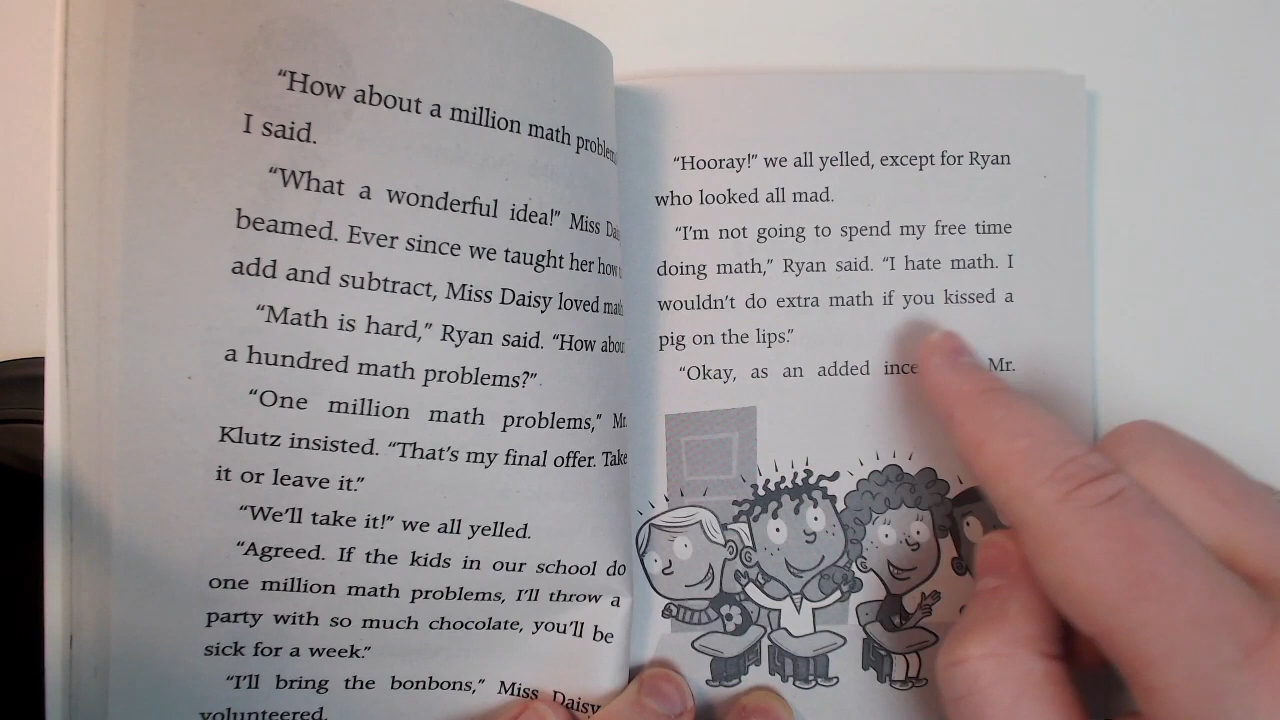 “How about a million math
I said.
“What a wonderful idea!” Miss
beamed. Ever since we taught her how
add and subtract, Miss Daisy loved
“Math is hard,” Ryan said. “How
a hundred math problems?”
“One million math problems,” Mr.
Klutz insisted. “That’s my final offer. Take
it or leave it.”
“We’ll take it!” we all yelled.
“Agreed. If the kids in our school do
one million math problems, I’ll throw a
party with so much chocolate, you’ll be
sick for a week.”
“I’ll bring the bonbons,” Miss Daisy
volunteered.
“Hooray!” we all yelled, except for Ryan
who looked all mad.
“I’m not going to spend my free time
doing math,” Ryan said. “I hate math. I
wouldn’t do extra math if you kissed a
pig on the lips.”
“Okay, as an added Mr.